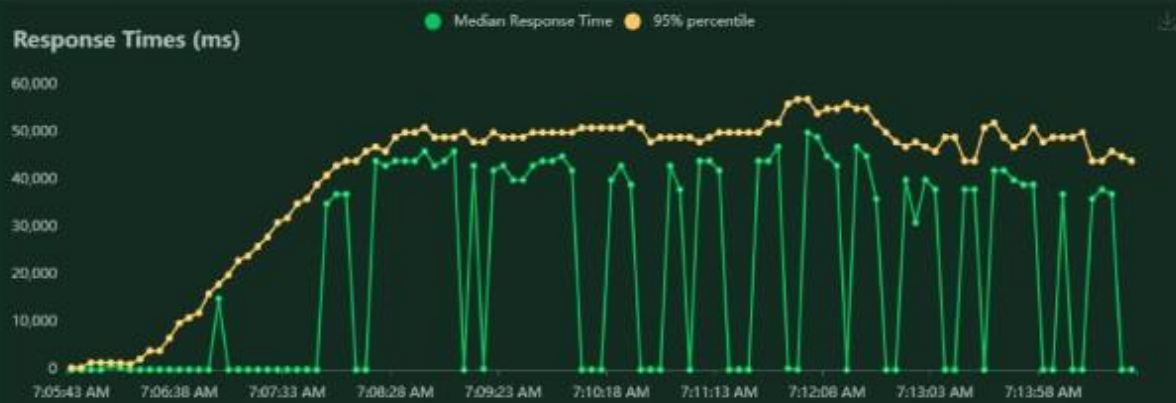 Median Response Time 95% percentile
Response Times (ms)
60,000
50,000
40,000
30,000
20,000
10,000
0
7:05:43 AM 7:06:38 AM 7:07:33 AM 7:08:28 AM 7:09:23 AM 7:10:18 AM 7:11:13 AM 7:12:08 AM 7:13:03 AM 7:13:58 AM